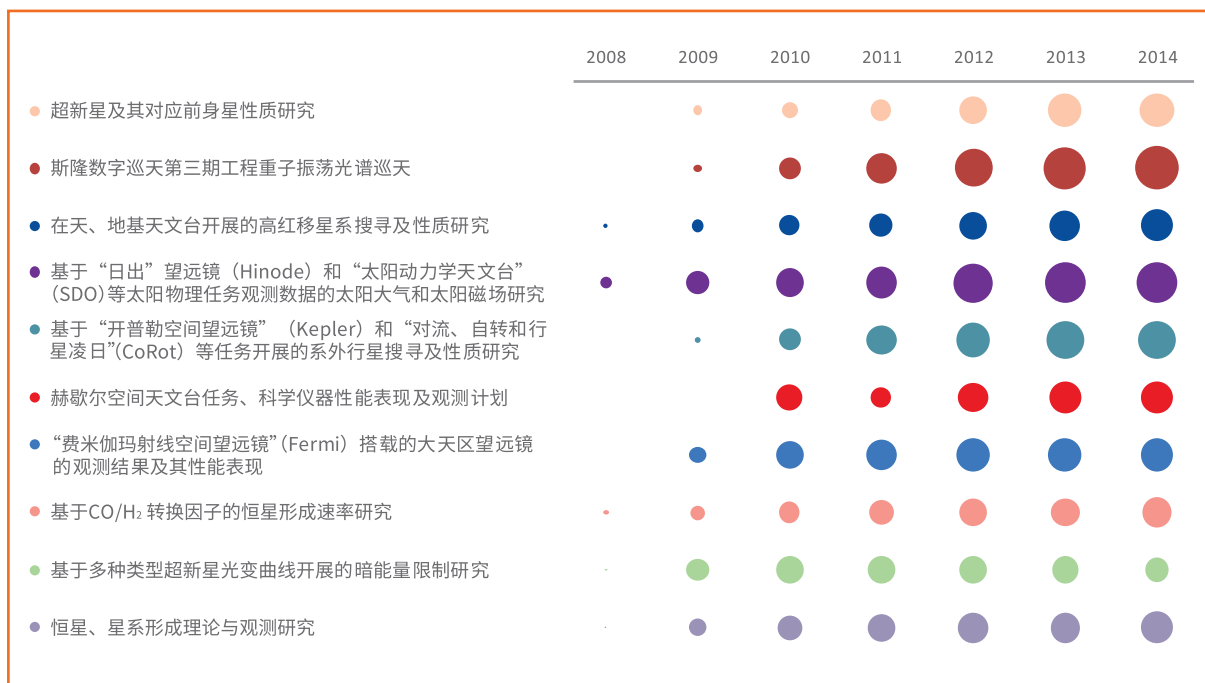 2008 2009 2010 2011 2012 2013 2014
超新星及其对应前身星性质研究
斯隆数字巡天第三期工程重子振荡光谱巡天
在天、地基天文台开展的高红移星系搜寻及性质研究
基于“日出”望远镜（Hinode）和“太阳动力学天文台”
（SDO）等太阳物理任务观测数据的太阳大气和太阳磁场研究
基于“开普勒空间望远镜”（Kepler）和“对流、自转和行
星凌日”（CoRot）等任务开展的系外行星搜寻及性质研究
赫歇尔空间天文台任务、科学仪器性能表现及观测计划
“费米伽玛射线空间望远镜”（Fermi）搭载的大天区望远镜
的观测结果及其性能表现
基于CO/H₂ 转换因子的恒星形成速率研究
基于多种类型超新星光变曲线开展的暗能量限制研究
恒星、星系形成理论与观测研究